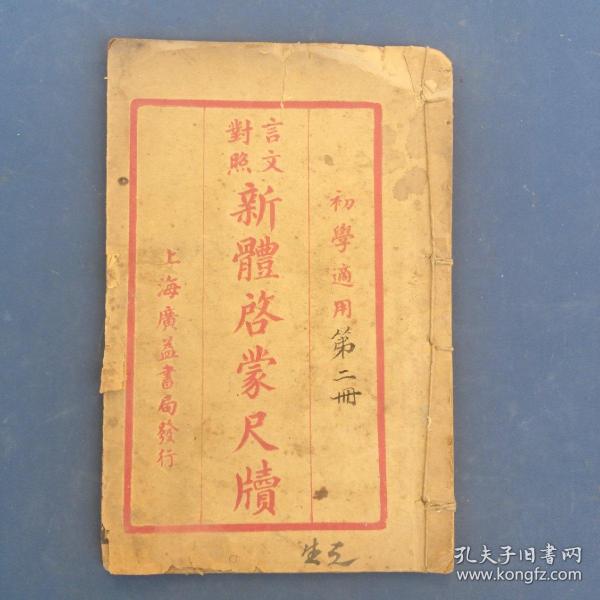 初學適用
第二冊
言文
對照
新體啓蒙尺牘
上海廣益書局發行
孔夫子旧书网
www.kongfz.com